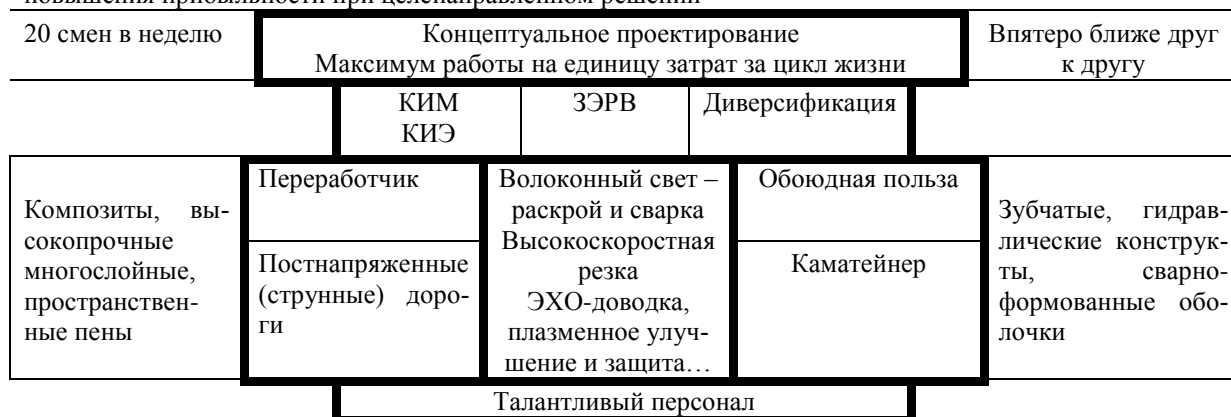 повышения прибыльности при целенаправленном решении
20 смен в неделю
Концептуальное проектирование
Максимум работы на единицу затрат за цикл жизни
Впятеро ближе друг
к другу
КИМ
КИЭ
ЗЭРВ
Диверсификация
Композиты, вы-
сокопрочные
многослойные,
пространствен-
ные пены
Переработчик
Постнапряженные
(струнные) доро-
ги
Волоконный свет –
раскрой и сварка
Высокоскоростная
резка
ЭХО-доводка,
плазменное улуч-
шение и защита…
Обоюдная польза
Каматейнер
Зубчатые, гидрав-
лические конструк-
ты, сварно-
формованные обо-
лочки
Талантливый персонал